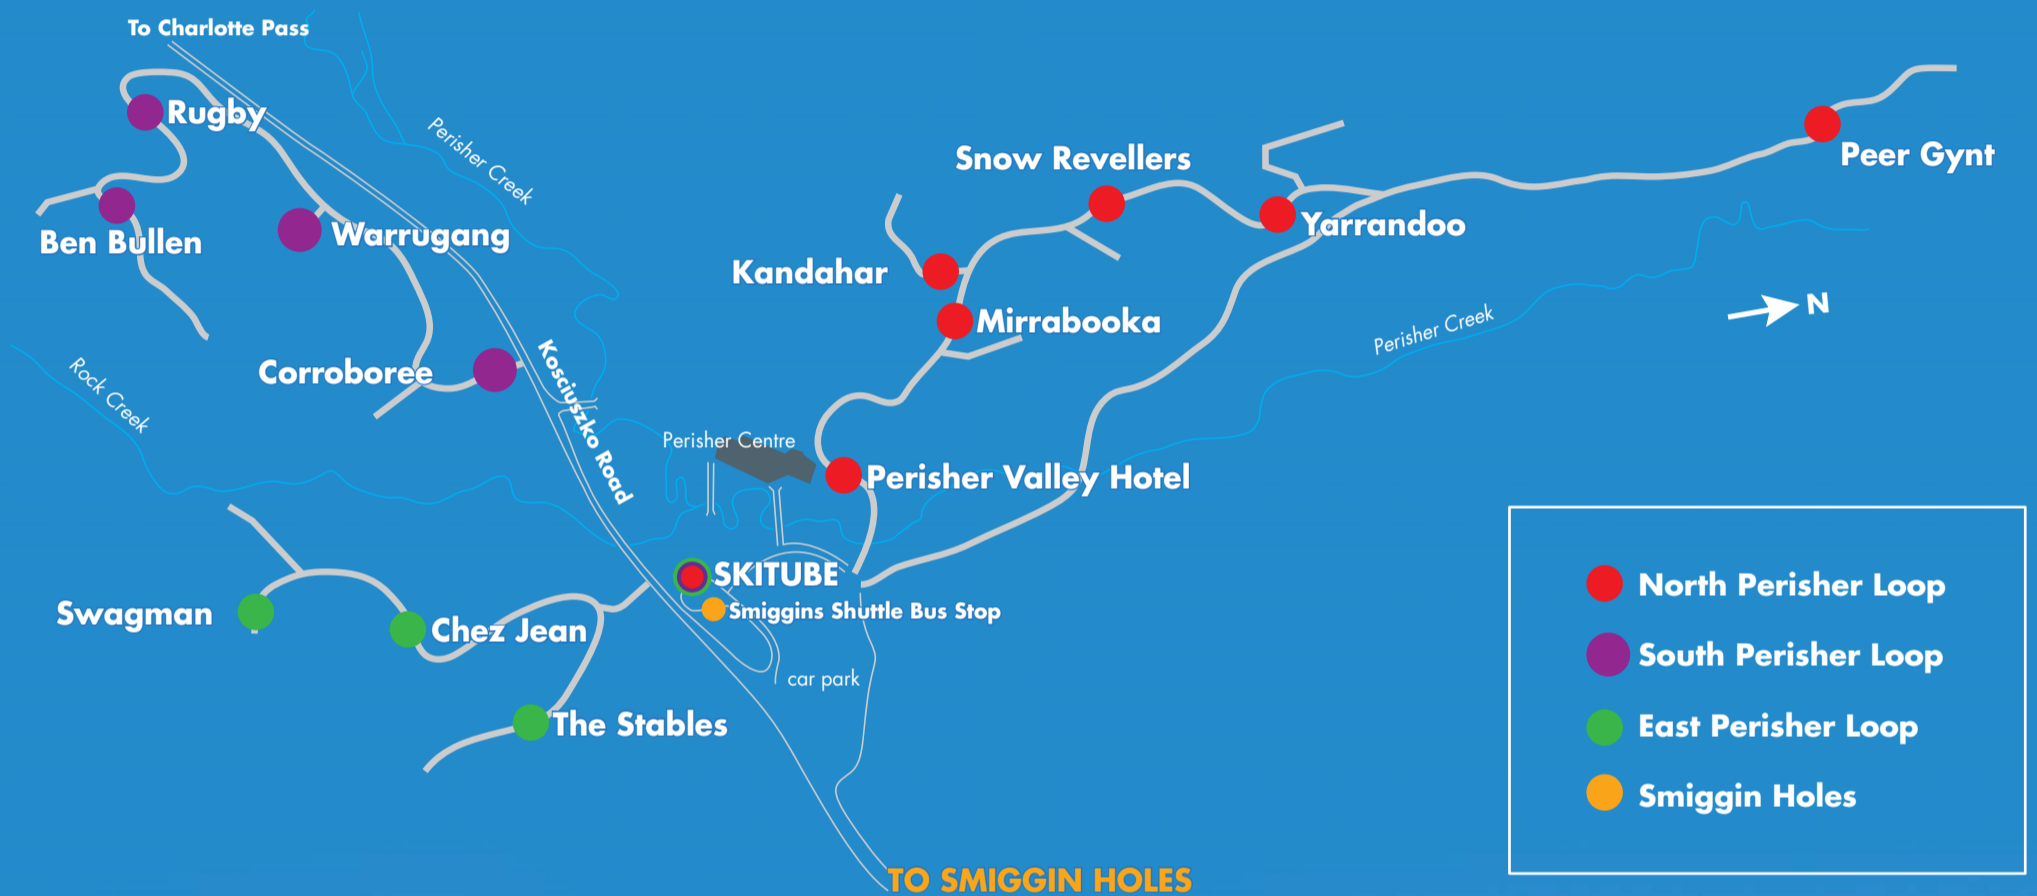 To Charlotte Pass
Rugby
Perisher Creek
Snow Revellers
Peer Gynt
Ben Bullen
Warrugang
Yarrandoo
Kandahar
N
Mirrabooka
Perisher Creek
Rock Creek
Corroboree
Kosciuszko Road
Perisher Centre
Perisher Valley Hotel
SKITUBE
Smiggins Shuttle Bus Stop
Swagman
Chez Jean
car park
The Stables
TO SMIGGIN HOLES
North Perisher Loop
South Perisher Loop
East Perisher Loop
Smiggin Holes